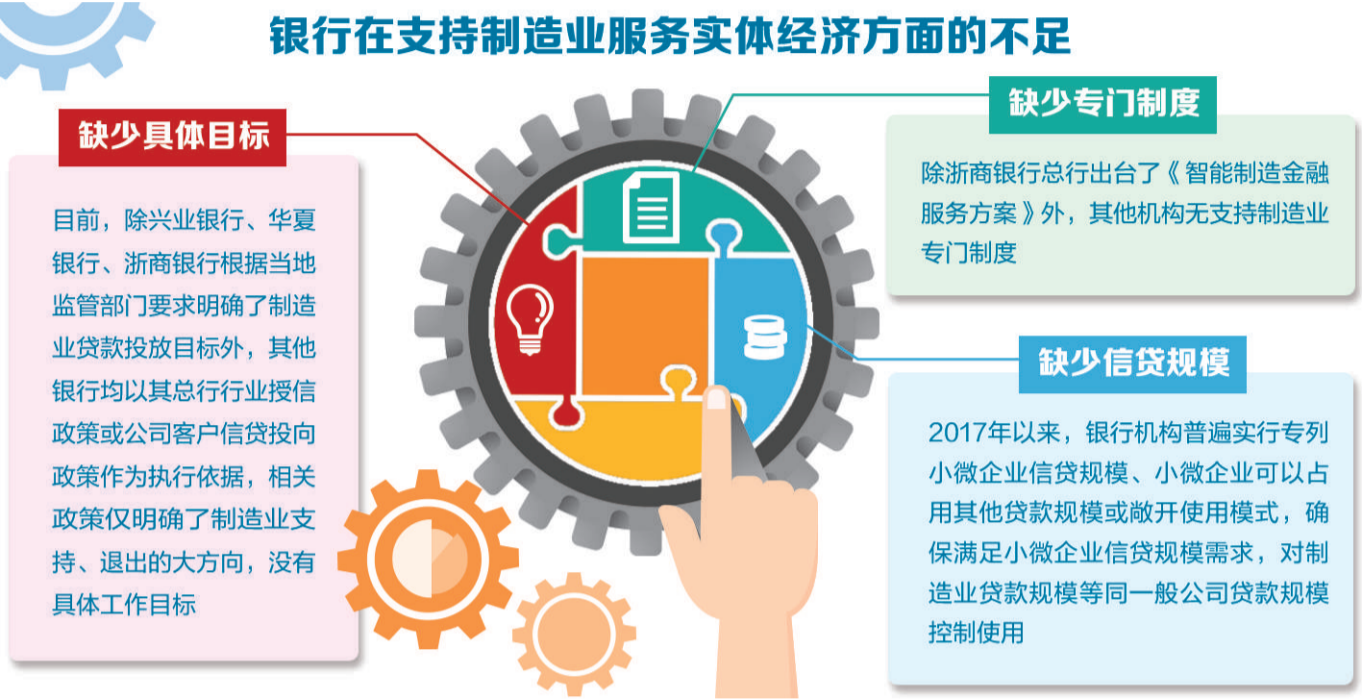 银行在支持制造业服务实体经济方面的不足
缺少具体目标
目前，除兴业银行、华夏
银行、浙商银行根据当地
监管部门要求明确了制造
业贷款投放目标外，其他
银行均以其总行行业授信
政策或公司客户信贷投向
政策作为执行依据，相关
政策仅明确了制造业支
持、退出的大方向，没有
具体工作目标
缺少专门制度
除浙商银行总行出台了《智能制造金融
服务方案》外，其他机构无支持制造业
专门制度
缺少信贷规模
2017年以来，银行机构普遍实行专列
小微企业信贷规模、小微企业可以占
用其他贷款规模或敞开使用模式，确
保满足小微企业信贷规模需求，对制
造业贷款规模等同一般公司贷款规模
控制使用